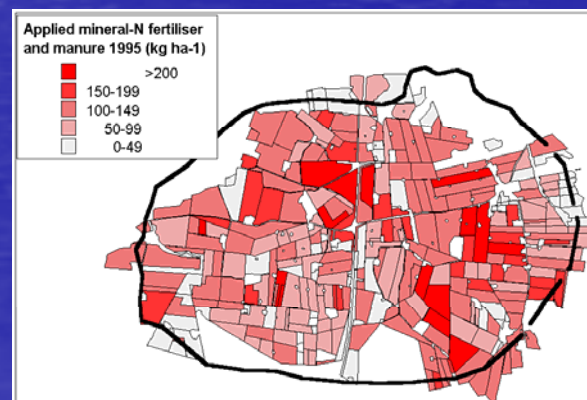 Applied mineral-N fertiliser
and manure 1995 (kg ha-1)
>200
150-199
100-149
50-99
0-49